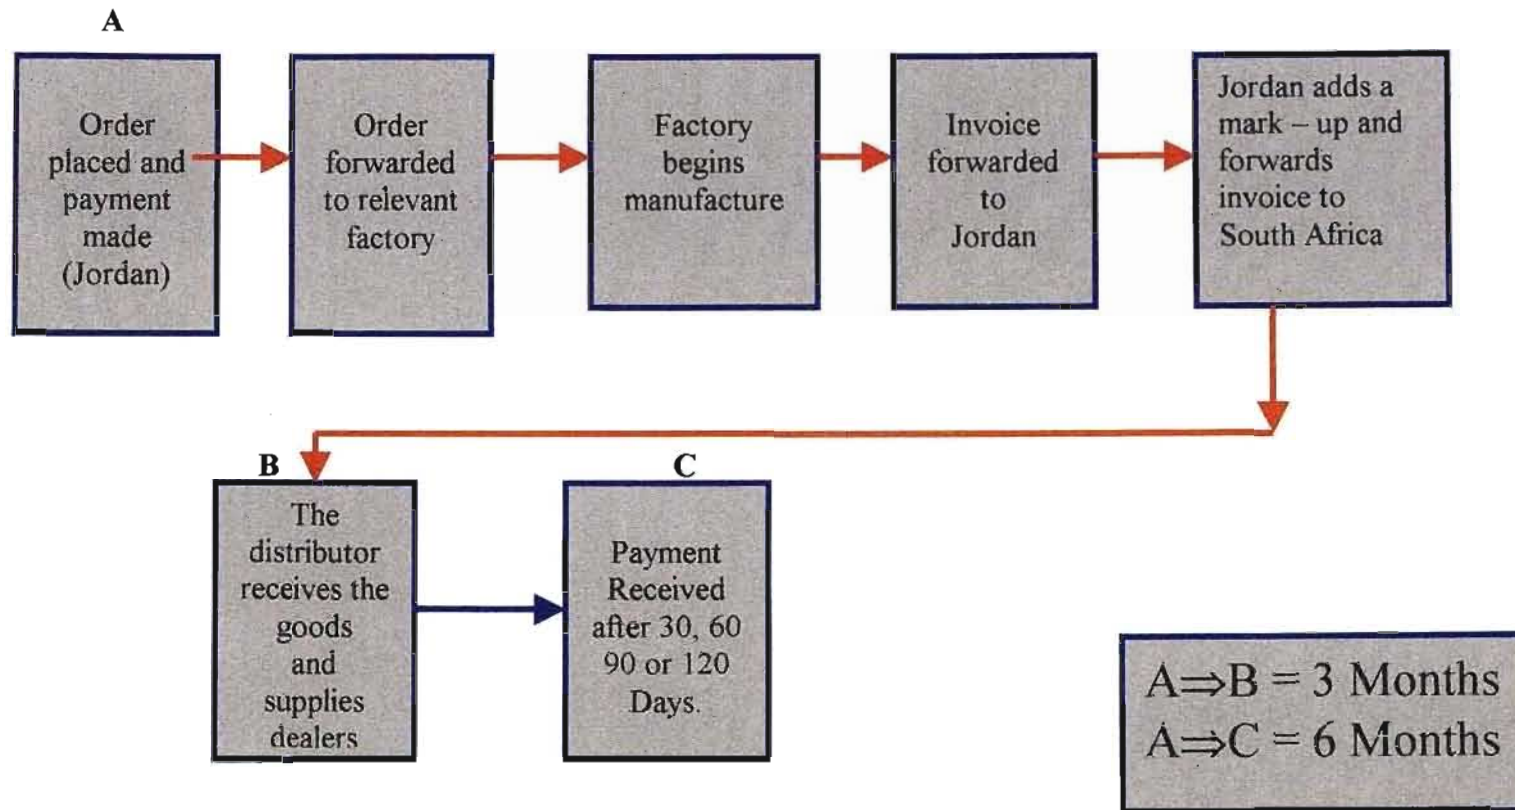 A
Order
placed and
payment
made
(Jordan)
Order
forwarded
to relevant
factory
Factory
begins
manufacture
Invoice
forwarded
to
Jordan
Jordan adds a
mark – up and
forwards
invoice to
South Africa
B
The
distributor
receives the
goods
and
supplies
dealers
C
Payment
Received
after 30, 60
90 or 120
Days.
A⇒B = 3 Months
A⇒C = 6 Months